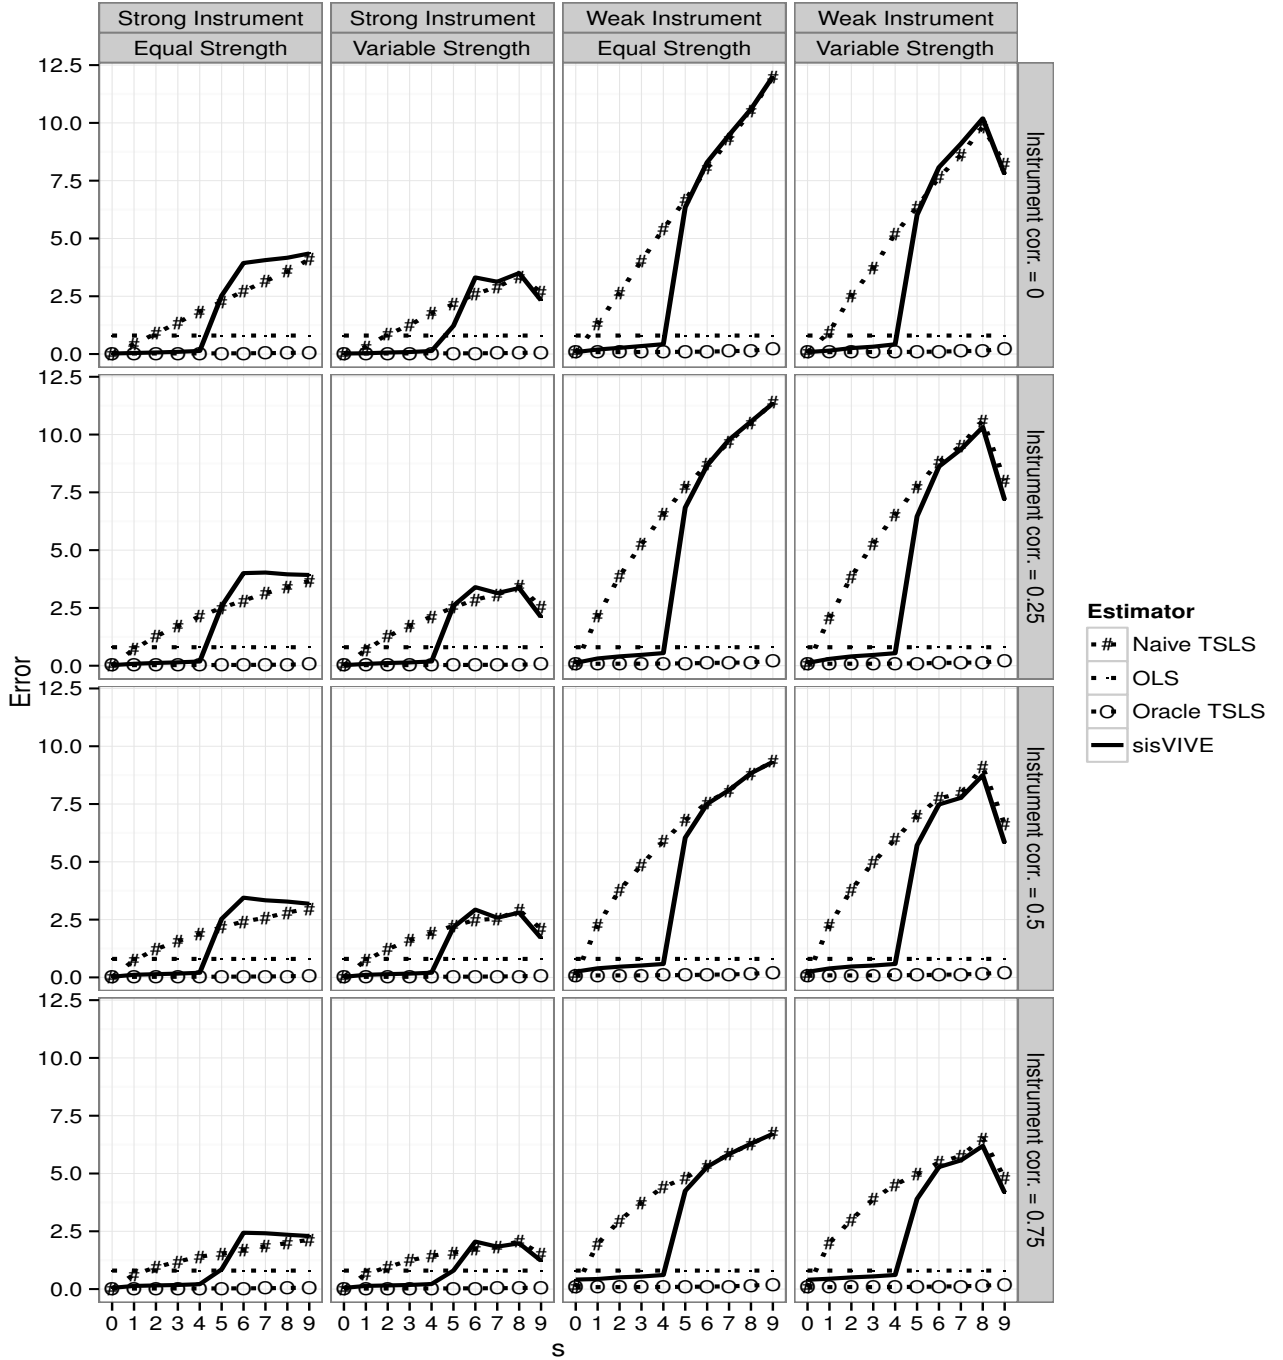 Strong Instrument Strong Instrument Weak Instrument Weak Instrument
Equal Strength Variable Strength Equal Strength Variable Strength
12.5
10.0
7.5
5.0
2.5
0.0
Instrument corr. = 0
12.5
10.0
7.5
5.0
2.5
0.0
Instrument corr. = 0.25
12.5
10.0
7.5
5.0
2.5
0.0
Instrument corr. = 0.5
12.5
10.0
7.5
5.0
2.5
0.0
Instrument corr. = 0.75
Error
0 1 2 3 4 5 6 7 8 9 0 1 2 3 4 5 6 7 8 9 0 1 2 3 4 5 6 7 8 9 0 1 2 3 4 5 6 7 8 9
s
Estimator
Naive TSLS
OLS
Oracle TSLS
sisVIVE